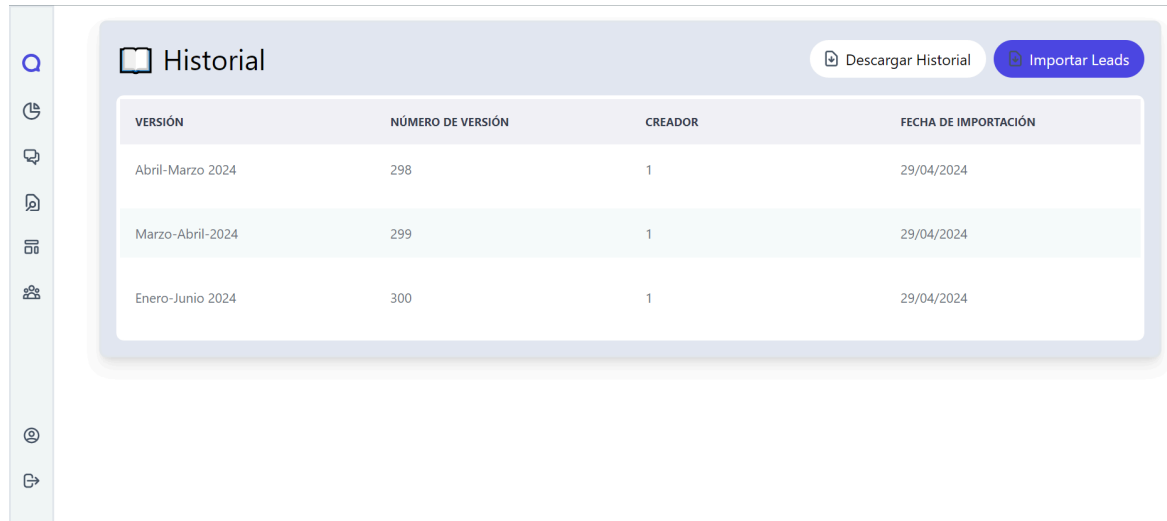 Historial
Descargar Historial
Importar Leads
VERSIÓN NÚMERO DE VERSIÓN CREADOR FECHA DE IMPORTACIÓN
Abril-Marzo 2024 298 1 29/04/2024
Marzo-Abril-2024 299 1 29/04/2024
Enero-Junio 2024 300 1 29/04/2024